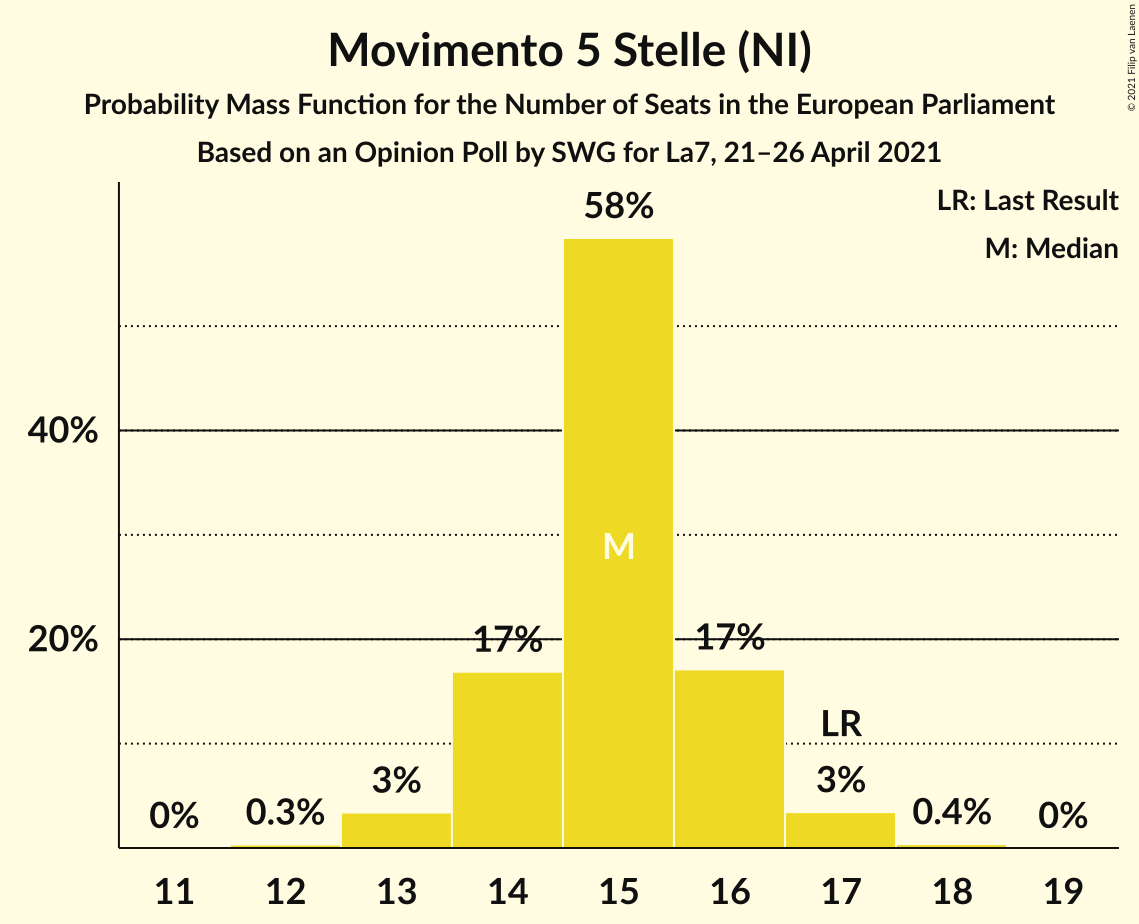 Movimento 5 Stelle (NI)
Probability Mass Function for the Number of Seats in the European Parliament
Based on an Opinion Poll by SWG for La7, 21–26 April 2021
© 2021 Filip van Laenen
LR: Last Result
M: Median
58%
40%
M
20%
17%
17%
LR
3%
3%
0%
0.3%
0.4%
0%
11 12 13 14 15 16 17 18 19